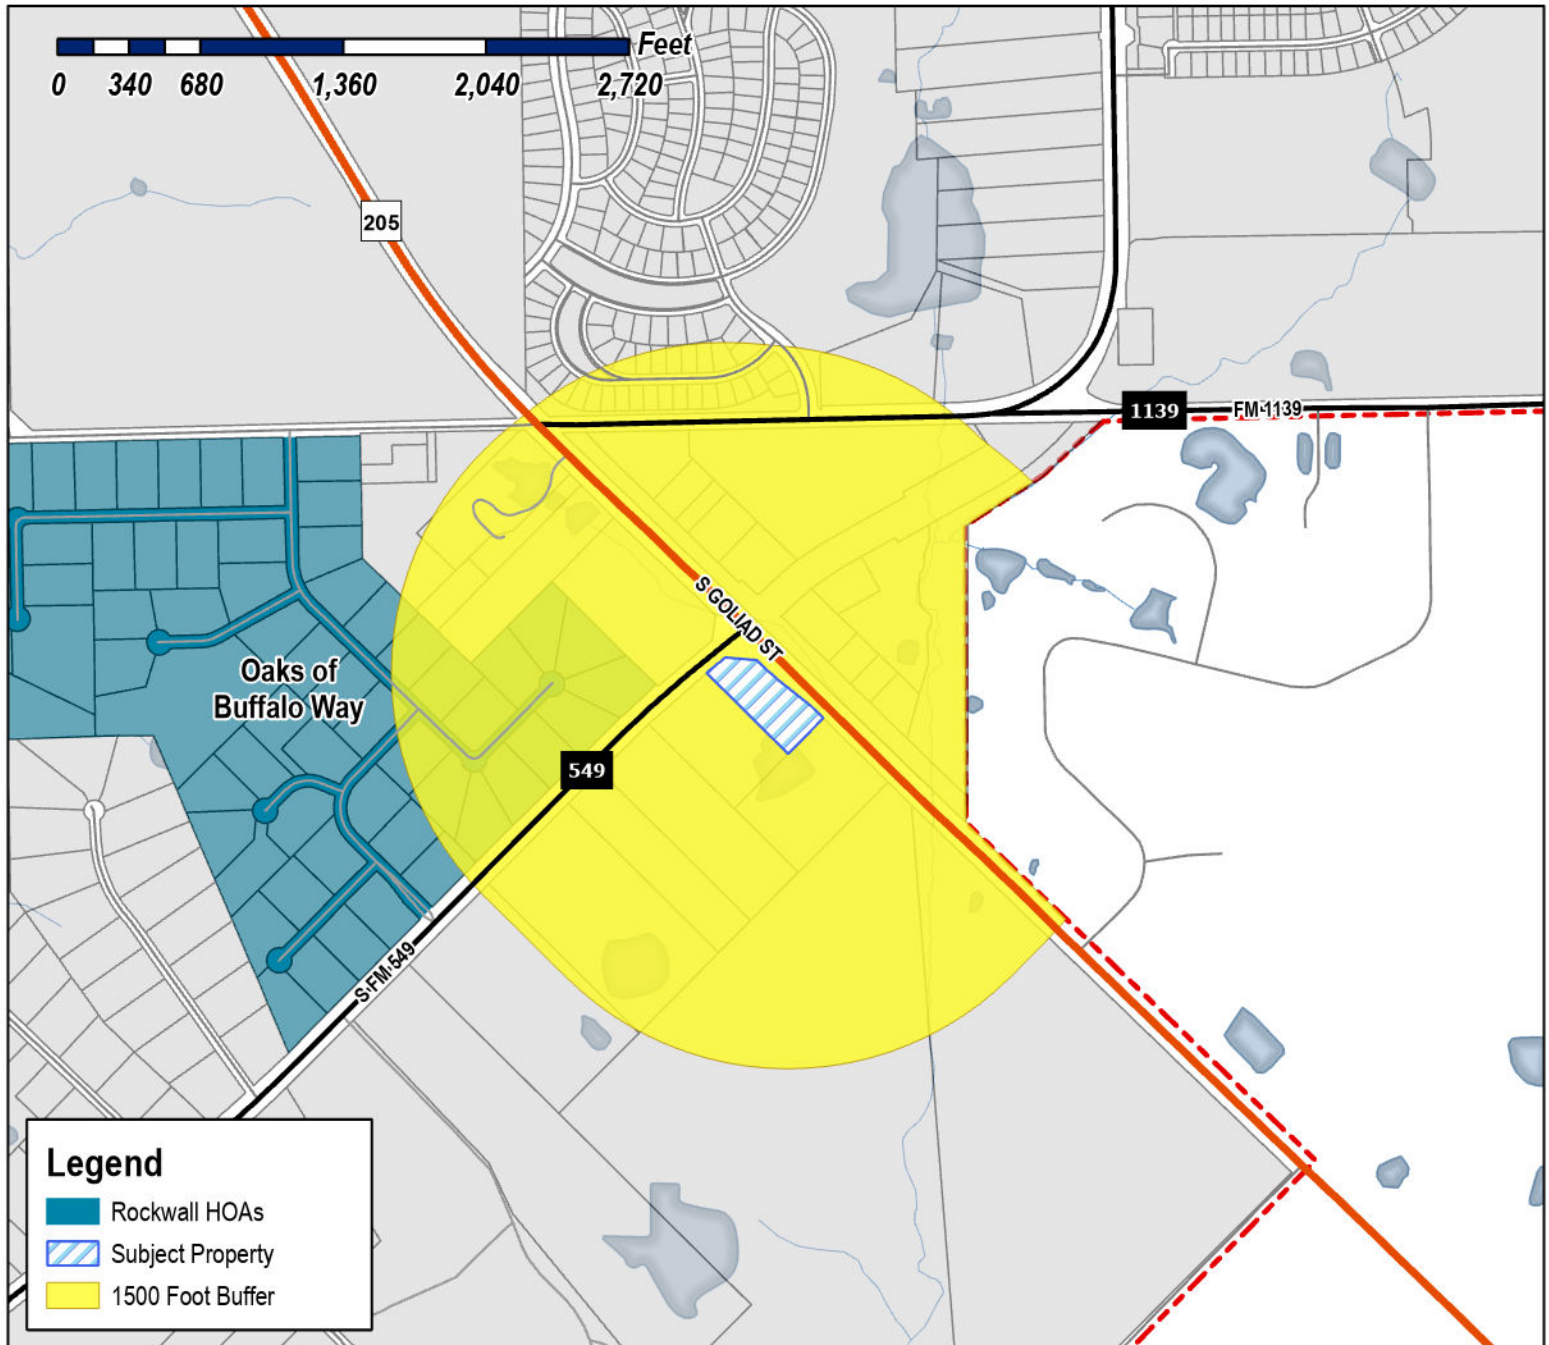 Feet
0 340 680 1,360 2,040 2,720
205
1139
FM 1139
S GOLIAD ST
Oaks of
Buffalo Way
549
S FM 549
Legend
Rockwall HOAs
Subject Property
1500 Foot Buffer